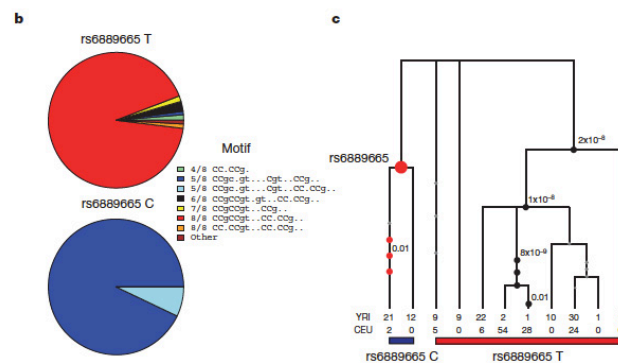 b
rs6889665 T
Motif
4/8 CC.CCg.
5/8 CCgc.gt...Cgt..CCg..
5/8 CCgc.gt...Cgt..CC.CCg..
6/8 CCgCCgt.gt..CC.CCg..
7/8 CCgCCgt..CCg..
8/8 CCgCCgt..CC.CCg..
8/8 CC.CCgt..CC.CCg..
Other
rs6889665 C
c
rs6889665
2x10⁻⁸
1x10⁻⁸
8x10⁻⁹
0.01
0.01
YRI 21 12 9 9 22 2 1 10 30 1
CEU 2 0 5 0 6 54 28 0 24 0
rs6889665 C
rs6889665 T